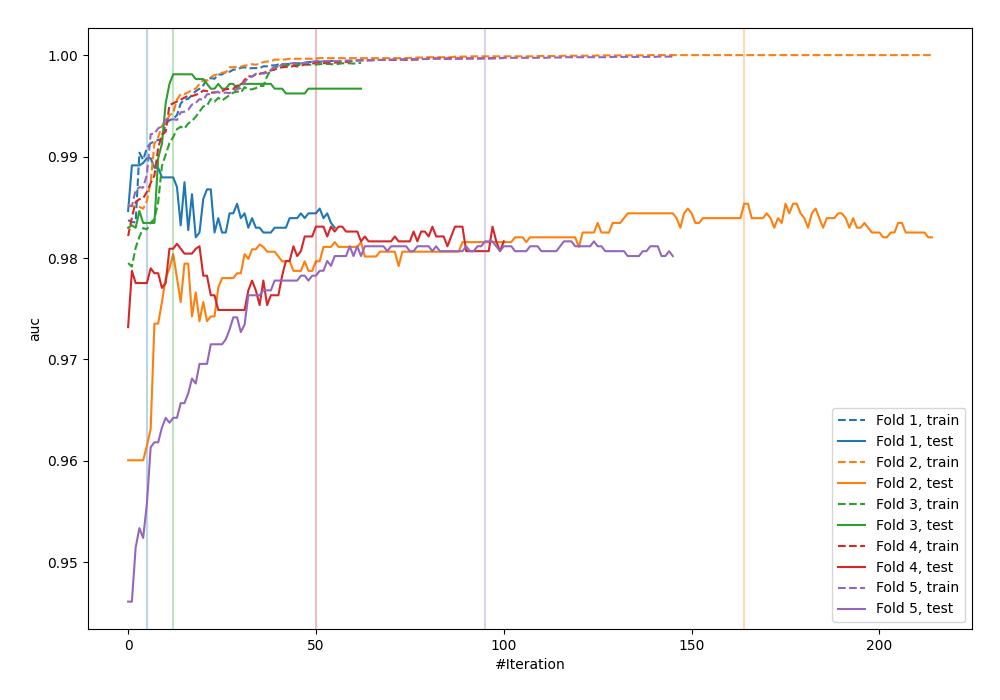 1.00
0.99
0.98
0.97
0.96
0.95
auc
0
50
100
150
200
#Iteration
Fold 1, train
Fold 1, test
Fold 2, train
Fold 2, test
Fold 3, train
Fold 3, test
Fold 4, train
Fold 4, test
Fold 5, train
Fold 5, test